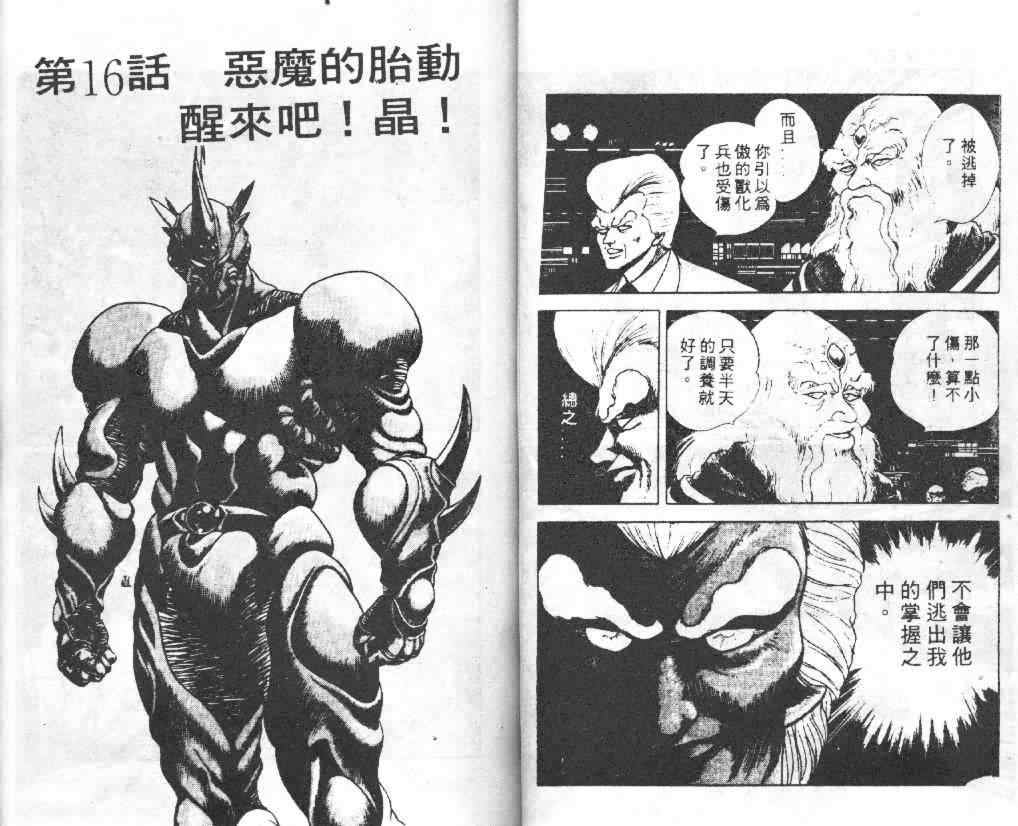 被逃掉
了。
而且……
你引以為
傲的獸化
兵也受傷
了。
那一點小
傷，算不
了什麼！
只要半天
的調養就
好了。
總之……
不會讓他
們逃出我
的掌握之
中。
第16話　惡魔的胎動
醒來吧！晶！